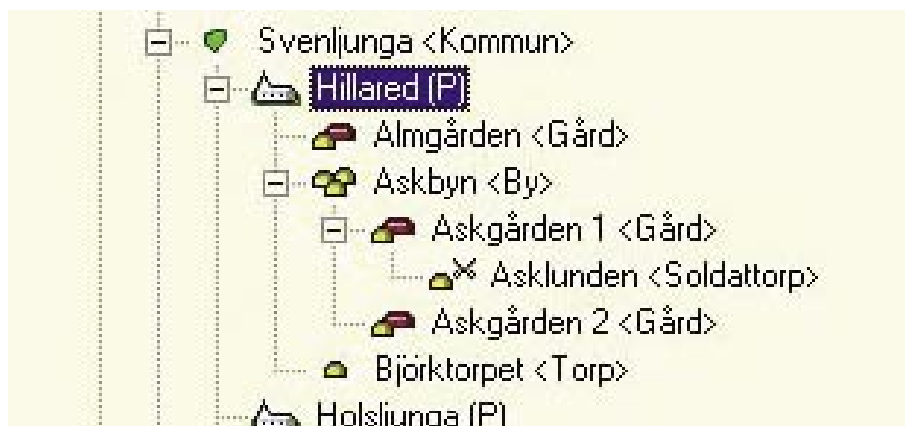 Svenljunga <Kommun>
Hillared (P)
Almgården <Gård>
Askbyn <By>
Askgården 1 <Gård>
Asklunden <Soldattorp>
Askgården 2 <Gård>
Björktorpet <Torp>
Holsljunga (P)